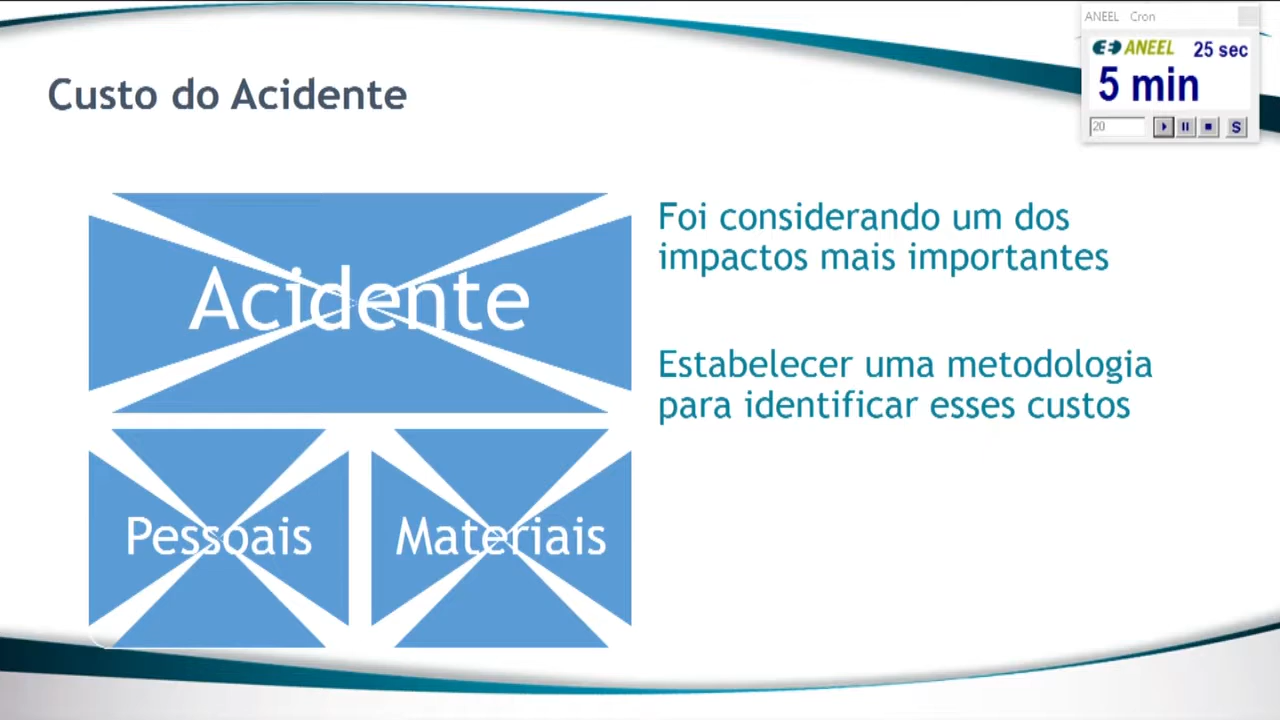 ANEEL Cron
ANEEL 25 sec
5 min
20
S
Custo do Acidente
Acidente
Pessoais
Materiais
Foi considerando um dos
impactos mais importantes
Estabelecer uma metodologia
para identificar esses custos